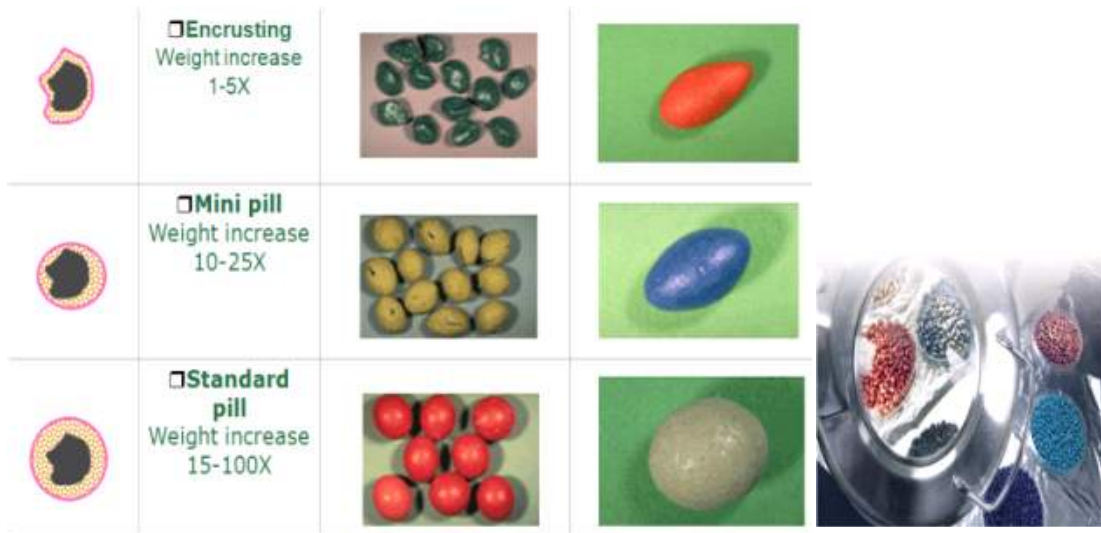 ❒Encrusting
Weight increase
1-5X
❒Mini pill
Weight increase
10-25X
❒Standard
pill
Weight increase
15-100X